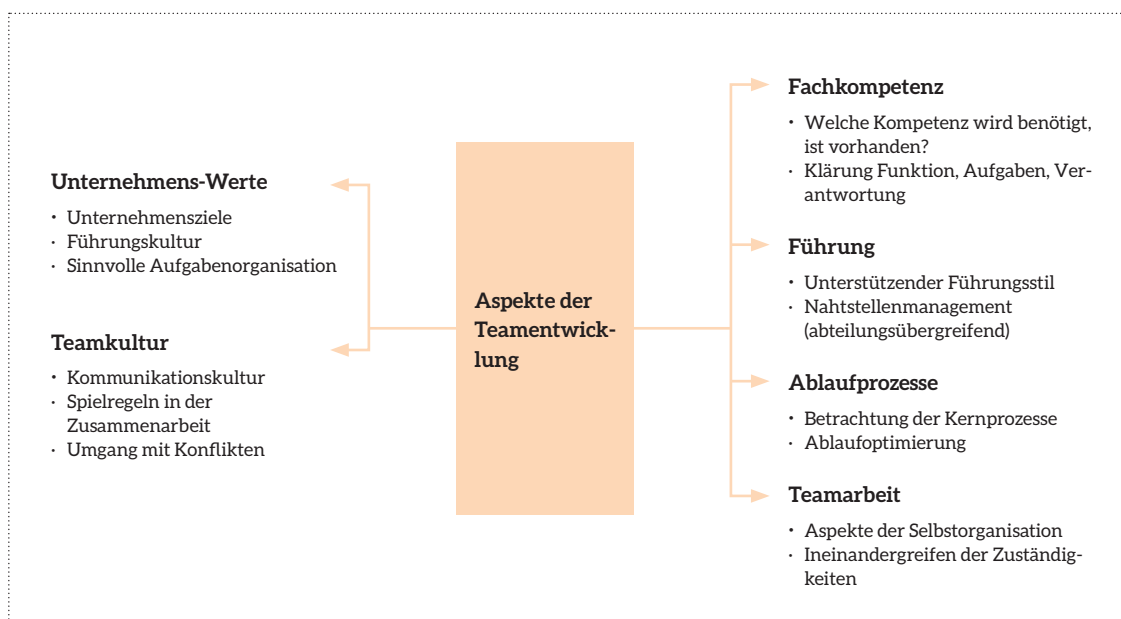 Unternehmens-Werte
· Unternehmensziele
· Führungskultur
· Sinnvolle Aufgabenorganisation
Teamkultur
· Kommunikationskultur
· Spielregeln in der
Zusammenarbeit
· Umgang mit Konflikten
Aspekte der
Teamentwick-
lung
Fachkompetenz
· Welche Kompetenz wird benötigt,
ist vorhanden?
· Klärung Funktion, Aufgaben, Ver-
antwortung
Führung
· Unterstützender Führungsstil
· Nahtstellenmanagement
(abteilungsübergreifend)
Ablaufprozesse
· Betrachtung der Kernprozesse
· Ablaufoptimierung
Teamarbeit
· Aspekte der Selbstorganisation
· Ineinandergreifen der Zuständig-
keiten